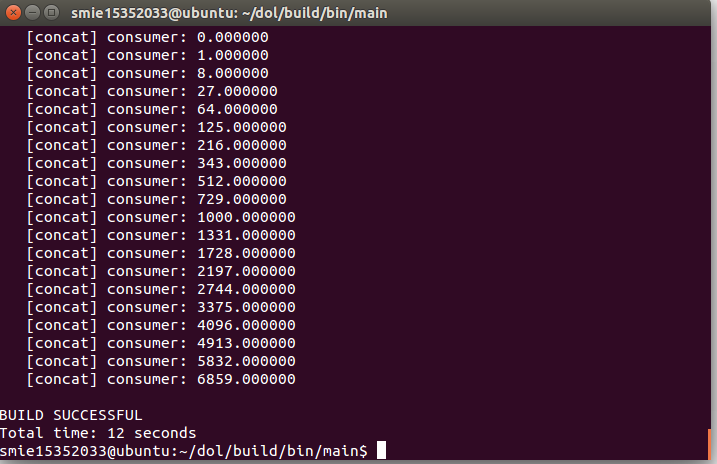 smie15352033@ubuntu: ~/dol/build/bin/main
[concat] consumer: 0.000000
[concat] consumer: 1.000000
[concat] consumer: 8.000000
[concat] consumer: 27.000000
[concat] consumer: 64.000000
[concat] consumer: 125.000000
[concat] consumer: 216.000000
[concat] consumer: 343.000000
[concat] consumer: 512.000000
[concat] consumer: 729.000000
[concat] consumer: 1000.000000
[concat] consumer: 1331.000000
[concat] consumer: 1728.000000
[concat] consumer: 2197.000000
[concat] consumer: 2744.000000
[concat] consumer: 3375.000000
[concat] consumer: 4096.000000
[concat] consumer: 4913.000000
[concat] consumer: 5832.000000
[concat] consumer: 6859.000000
BUILD SUCCESSFUL
Total time: 12 seconds
smie15352033@ubuntu:~/dol/build/bin/main$